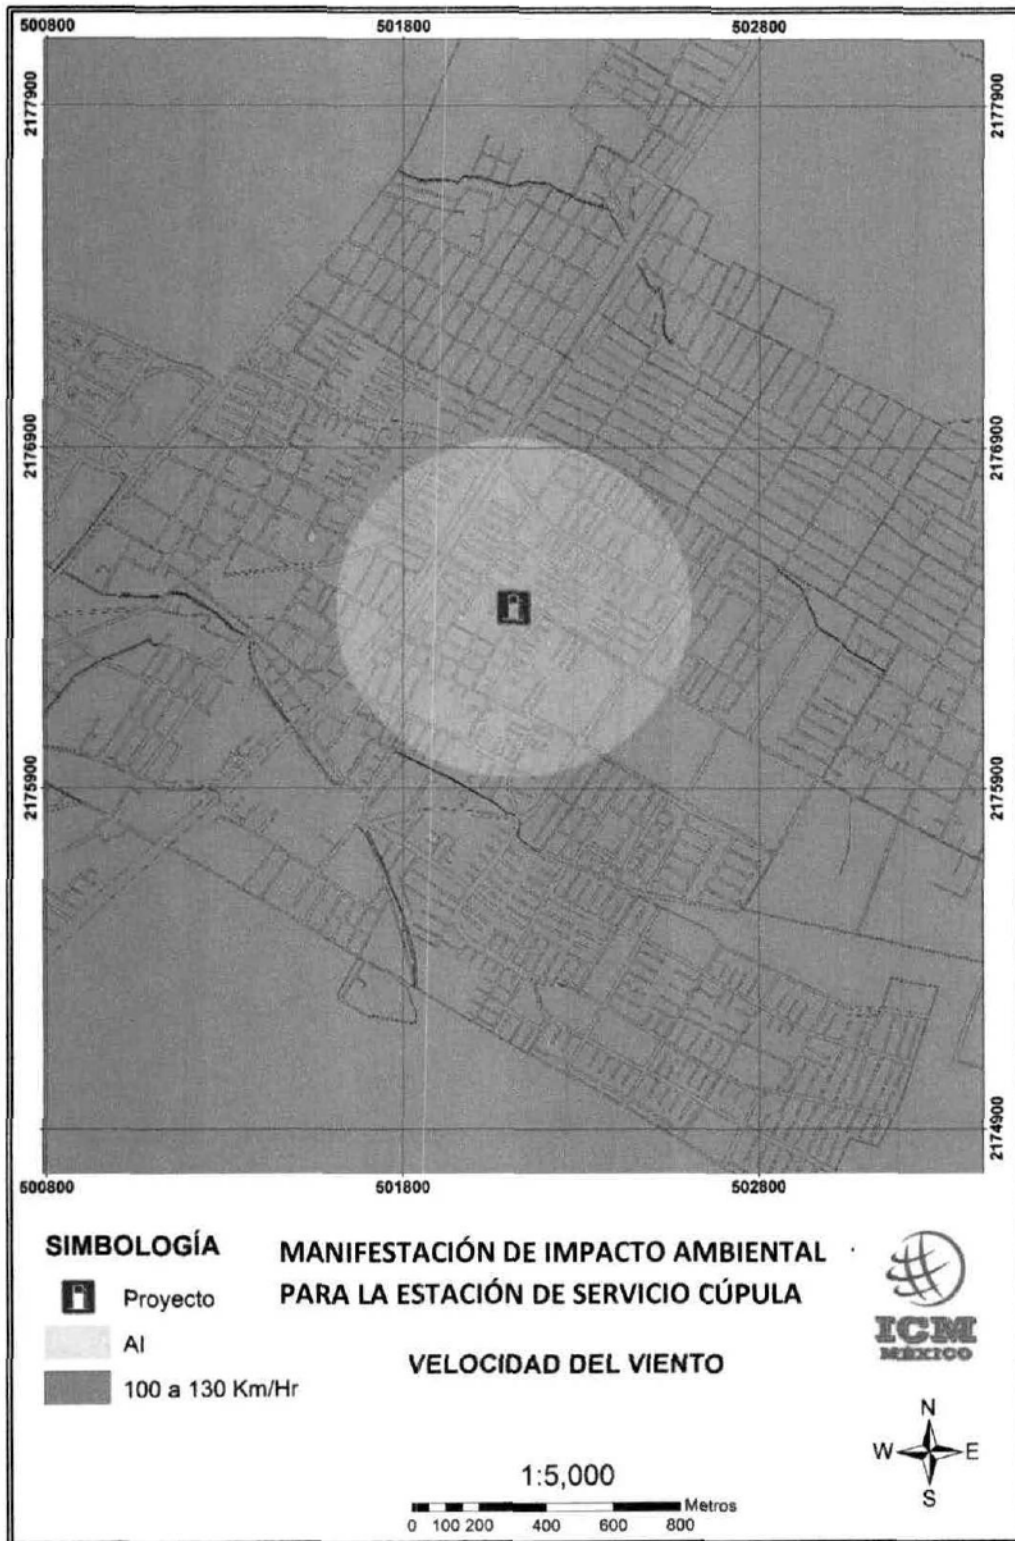 500800 501800 502800
2177900 2177900
2176900 2176900
2175900 2175900
2174900 2174900
500800 501800 502800
SIMBOLOGÍA
Proyecto
AI
100 a 130 Km/Hr
MANIFESTACIÓN DE IMPACTO AMBIENTAL
PARA LA ESTACIÓN DE SERVICIO CÚPULA
VELOCIDAD DEL VIENTO
ICM
MÉXICO
N
W E
S
1:5,000
Metros
0 100 200 400 600 800